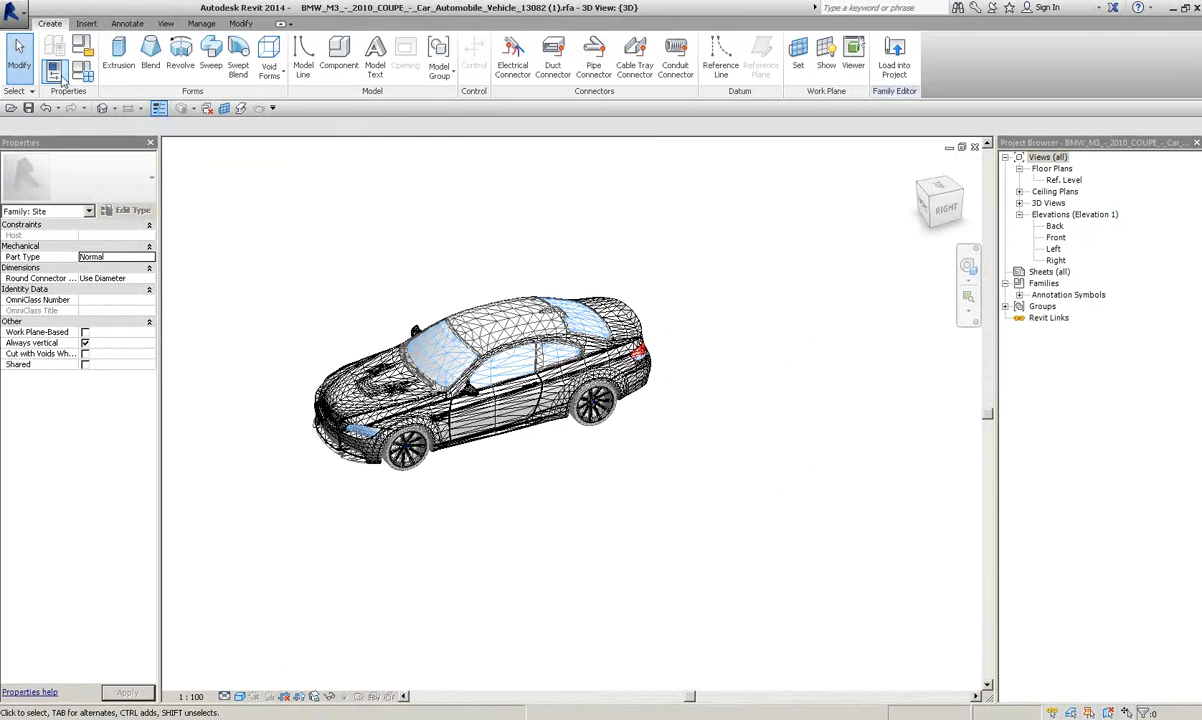 Autodesk Revit 2014 - BMW_M3_-_2010_COUPE_-_Car_Automobile_Vehicle_13082 (1).rfa - 3D View: {3D}
Type a keyword or phrase
Sign In
Create Insert Annotate View Manage Modify
Modify
Extrusion Blend Revolve Sweep Swept Blend Void Forms
Model Line Component Model Text Opening Model Group
Control
Electrical Connector Duct Connector Pipe Connector Cable Tray Connector Conduit Connector
Reference Line Reference Plane
Set Show Viewer
Load into Project
Select Properties Forms Model Control Connectors Datum Work Plane Family Editor
Properties
Family: Site
Edit Type
Constraints
Host
Mechanical
Part Type Normal
Dimensions
Round Connector ... Use Diameter
Identity Data
OmniClass Number
OmniClass Title
Other
Work Plane-Based
Always vertical
Cut with Voids Wh...
Shared
Properties help
Apply
RIGHT
Project Browser - BMW_M3_-_2010_COUPE_-_Car_...
Views (all)
Floor Plans
Ref. Level
Ceiling Plans
3D Views
Elevations (Elevation 1)
Back
Front
Left
Right
Sheets (all)
Families
Annotation Symbols
Groups
Revit Links
1 : 100
Click to select, TAB for alternates, CTRL adds, SHIFT unselects.
:0